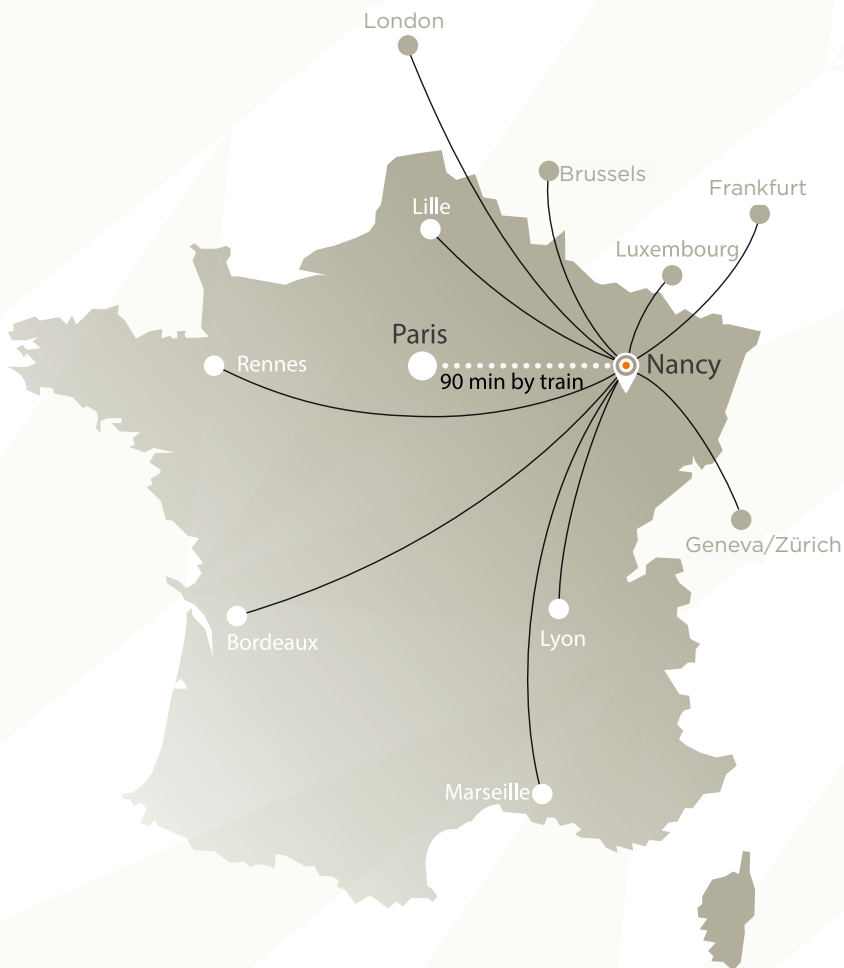 London
Brussels
Frankfurt
Lille
Luxembourg
Paris
Rennes
Nancy
90 min by train
Geneva/Zürich
Bordeaux
Lyon
Marseille